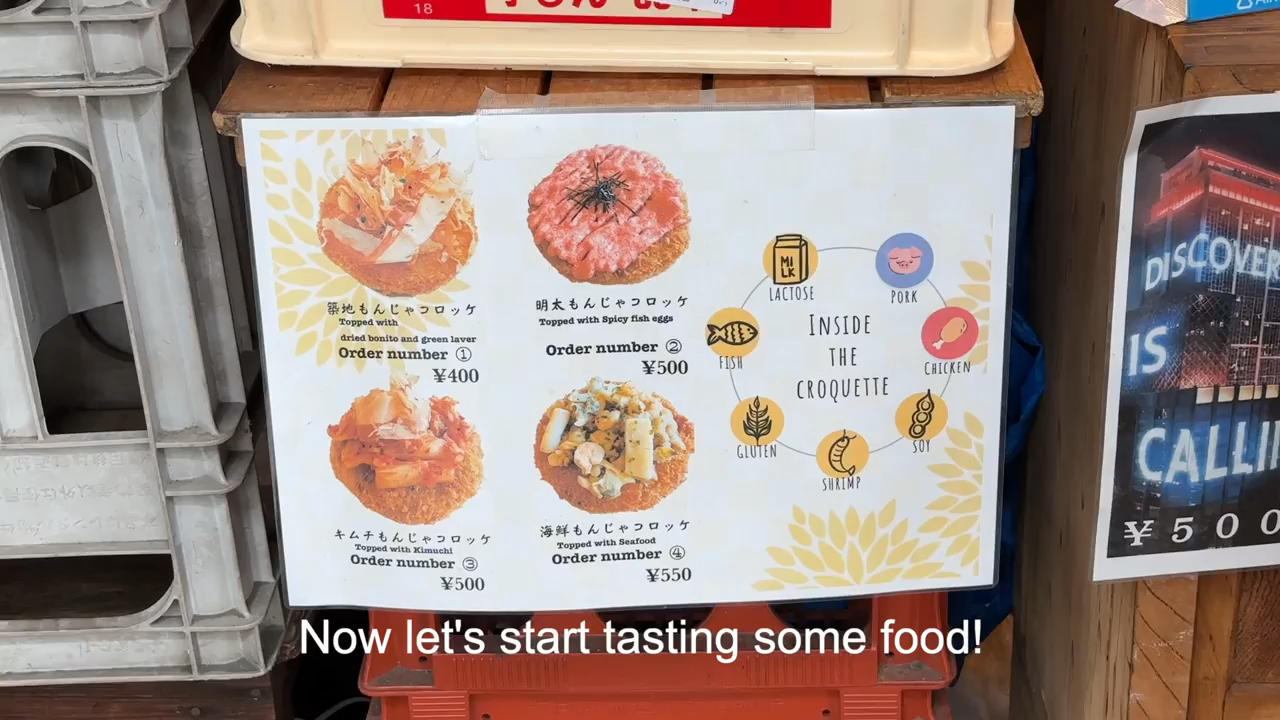 18
築地もんじゃコロッケ
Topped with
dried bonito and green laver
Order number ①
¥400
明太もんじゃコロッケ
Topped with Spicy fish eggs
Order number ②
¥500
キムチもんじゃコロッケ
Topped with Kimuchi
Order number ③
¥500
海鮮もんじゃコロッケ
Topped with Seafood
Order number ④
¥550
INSIDE
THE
CROQUETTE
MILK
LACTOSE
PORK
FISH
CHICKEN
GLUTEN
SOY
SHRIMP
DISCOVER
IS
CALLI
¥500
Now let's start tasting some food!